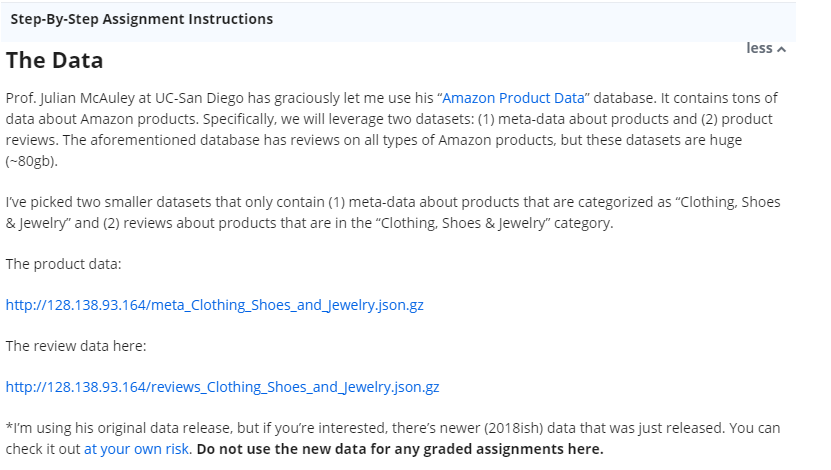 Step-By-Step Assignment Instructions
less
The Data
Prof. Julian McAuley at UC-San Diego has graciously let me use his “Amazon Product Data” database. It contains tons of
data about Amazon products. Specifically, we will leverage two datasets: (1) meta-data about products and (2) product
reviews. The aforementioned database has reviews on all types of Amazon products, but these datasets are huge
(~80gb).
I’ve picked two smaller datasets that only contain (1) meta-data about products that are categorized as “Clothing, Shoes
& Jewelry” and (2) reviews about products that are in the “Clothing, Shoes & Jewelry” category.
The product data:
http://128.138.93.164/meta_Clothing_Shoes_and_Jewelry.json.gz
The review data here:
http://128.138.93.164/reviews_Clothing_Shoes_and_Jewelry.json.gz
*I’m using his original data release, but if you’re interested, there’s newer (2018ish) data that was just released. You can
check it out at your own risk. Do not use the new data for any graded assignments here.